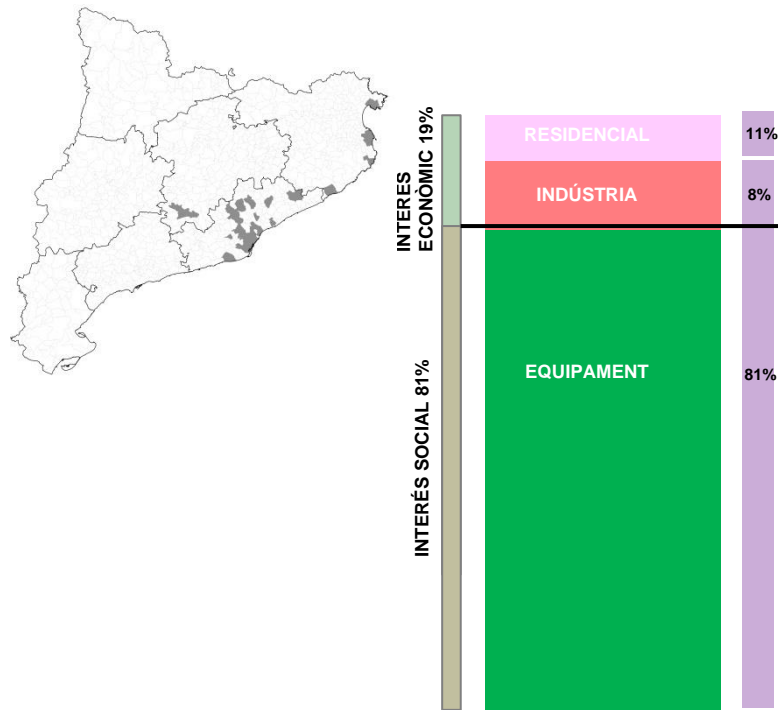 INTERES
ECONÒMIC 19%
RESIDENCIAL
11%
INDÚSTRIA
8%
INTERÉS SOCIAL 81%
EQUIPAMENT
81%